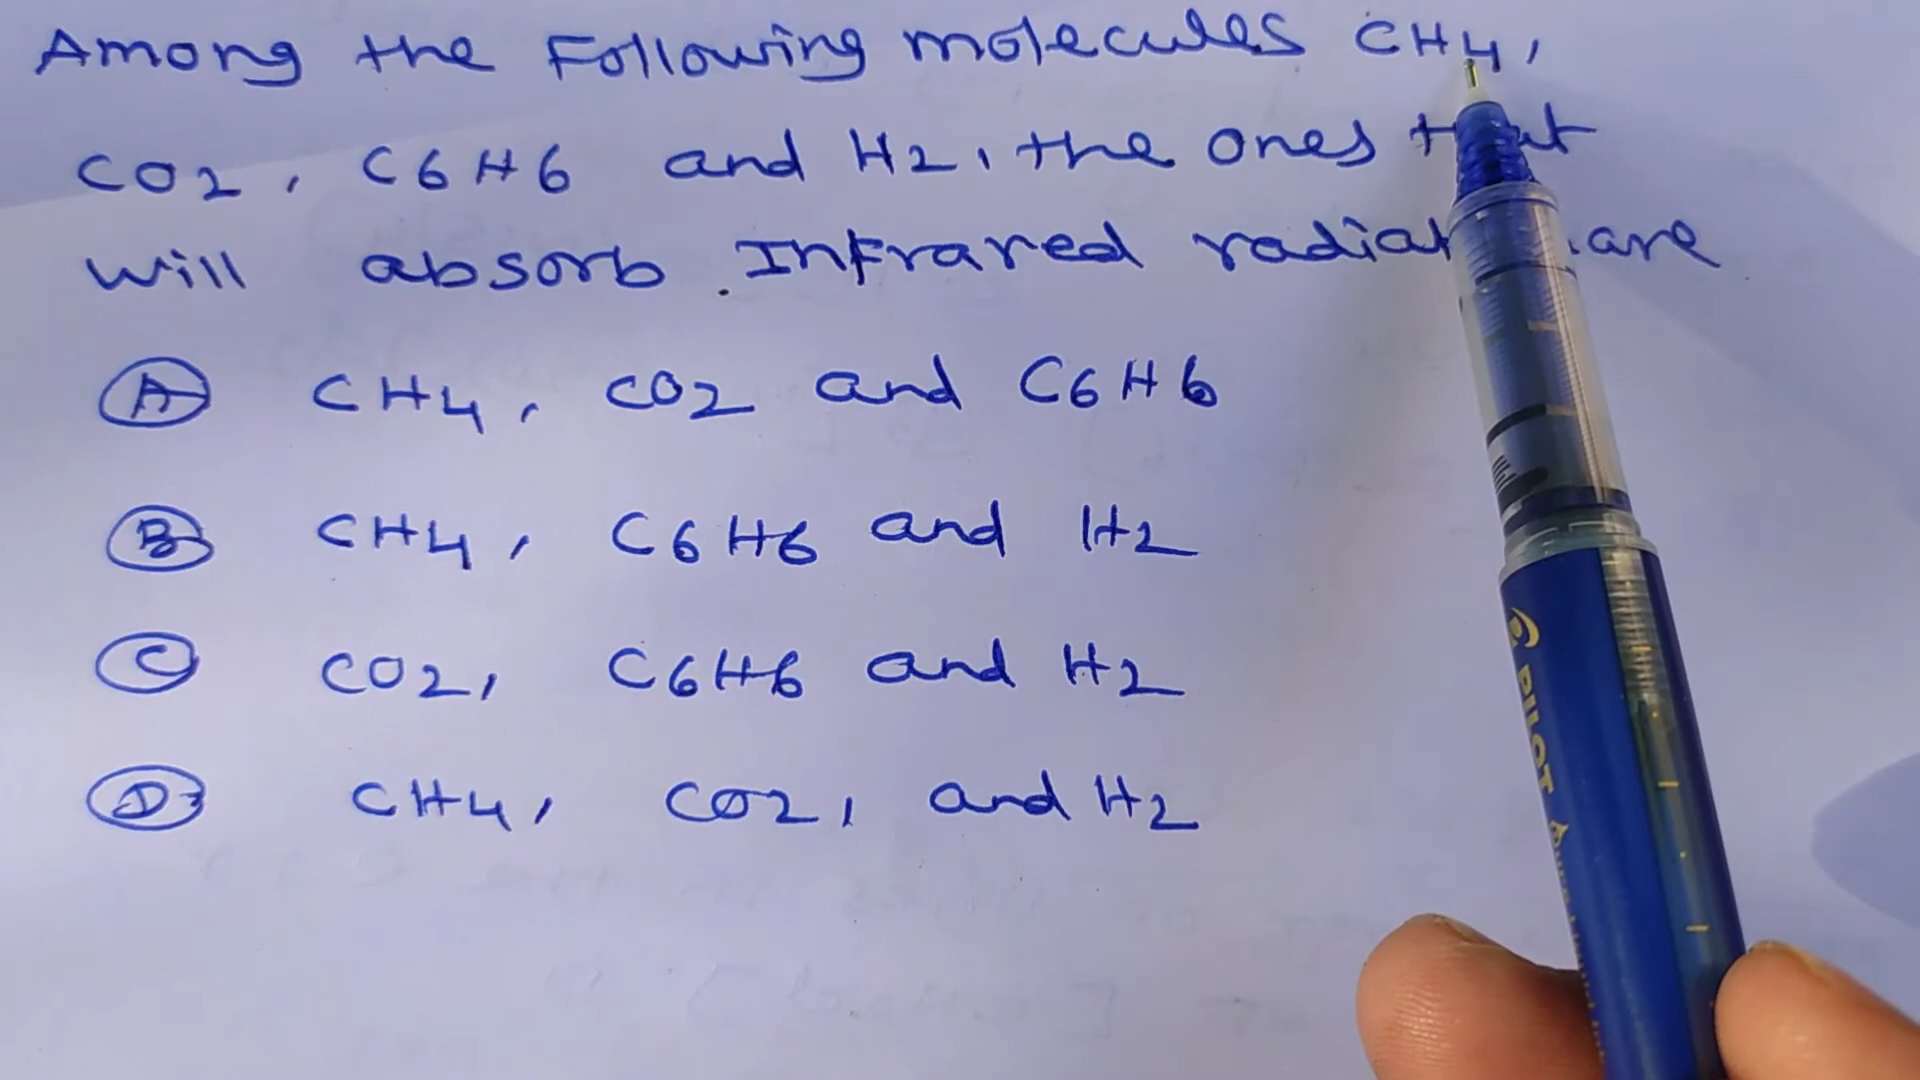 Among the Following molecules CH4,
CO2, C6H6 and H2, the ones
will absorb Infrared are
A CH4, CO2 and C6H6
B CH4, C6H6 and H2
C CO2, C6H6 and H2
D CH4, CO2, and H2
PILOT